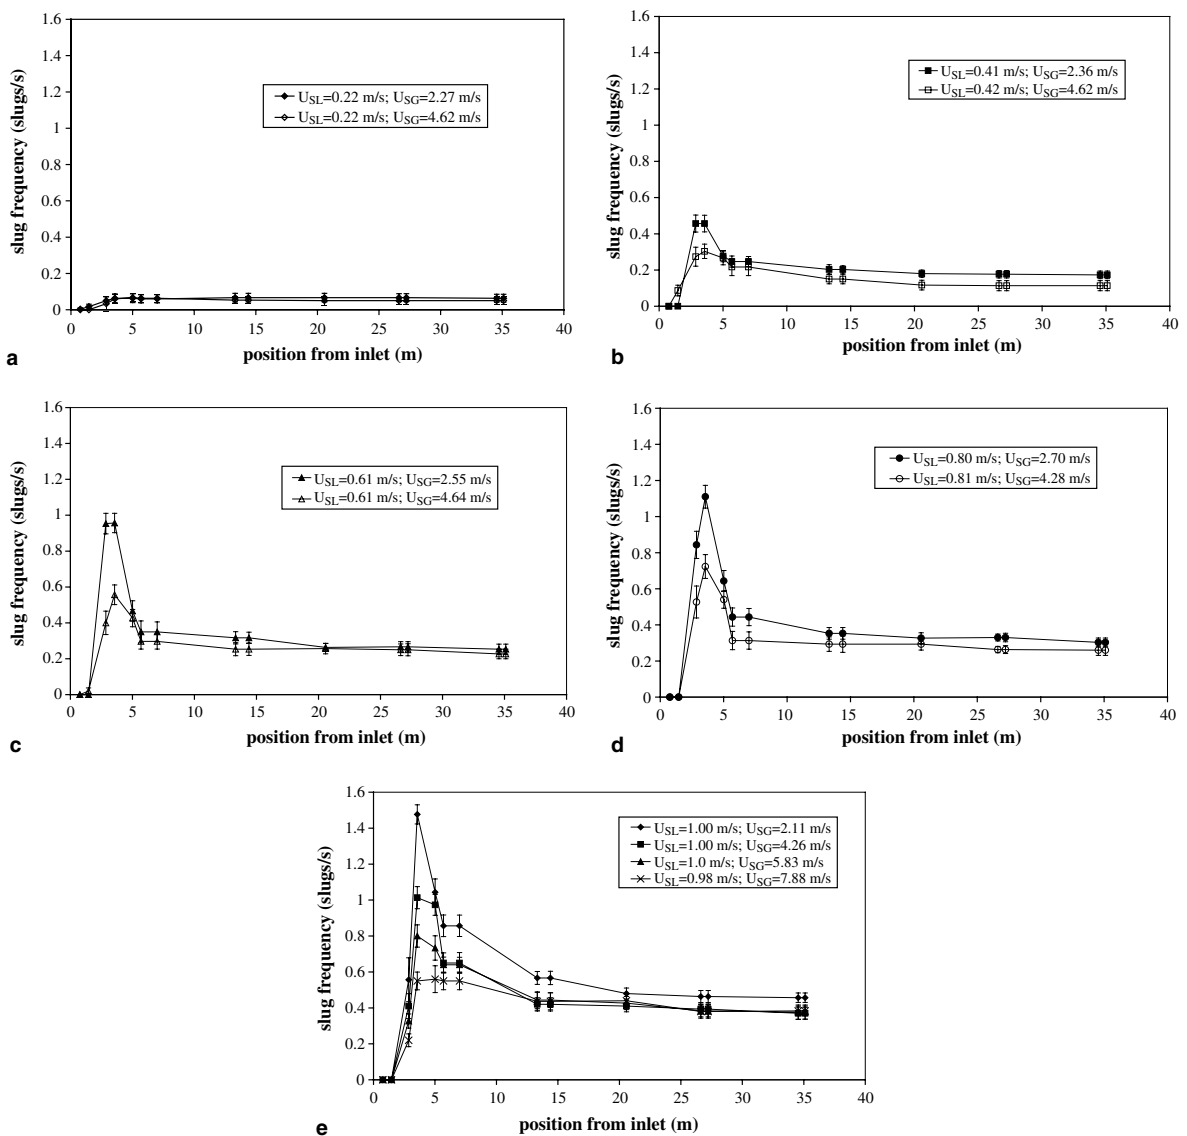 1.6
1.4
1.2
1
0.8
0.6
0.4
0.2
0
slug frequency (slugs/s)
U_SL=0.22 m/s; U_SG=2.27 m/s
U_SL=0.22 m/s; U_SG=4.62 m/s
0 5 10 15 20 25 30 35 40
position from inlet (m)
a
1.6
1.4
1.2
1
0.8
0.6
0.4
0.2
0
slug frequency (slugs/s)
U_SL=0.41 m/s; U_SG=2.36 m/s
U_SL=0.42 m/s; U_SG=4.62 m/s
0 5 10 15 20 25 30 35 40
position from inlet (m)
b
1.6
1.4
1.2
1
0.8
0.6
0.4
0.2
0
slug frequency (slugs/s)
U_SL=0.61 m/s; U_SG=2.55 m/s
U_SL=0.61 m/s; U_SG=4.64 m/s
0 5 10 15 20 25 30 35 40
position from inlet (m)
c
1.6
1.4
1.2
1
0.8
0.6
0.4
0.2
0
slug frequency (slugs/s)
U_SL=0.80 m/s; U_SG=2.70 m/s
U_SL=0.81 m/s; U_SG=4.28 m/s
0 5 10 15 20 25 30 35 40
position from inlet (m)
d
1.6
1.4
1.2
1
0.8
0.6
0.4
0.2
0
slug frequency (slugs/s)
U_SL=1.00 m/s; U_SG=2.11 m/s
U_SL=1.00 m/s; U_SG=4.26 m/s
U_SL=1.0 m/s; U_SG=5.83 m/s
U_SL=0.98 m/s; U_SG=7.88 m/s
0 5 10 15 20 25 30 35 40
position from inlet (m)
e